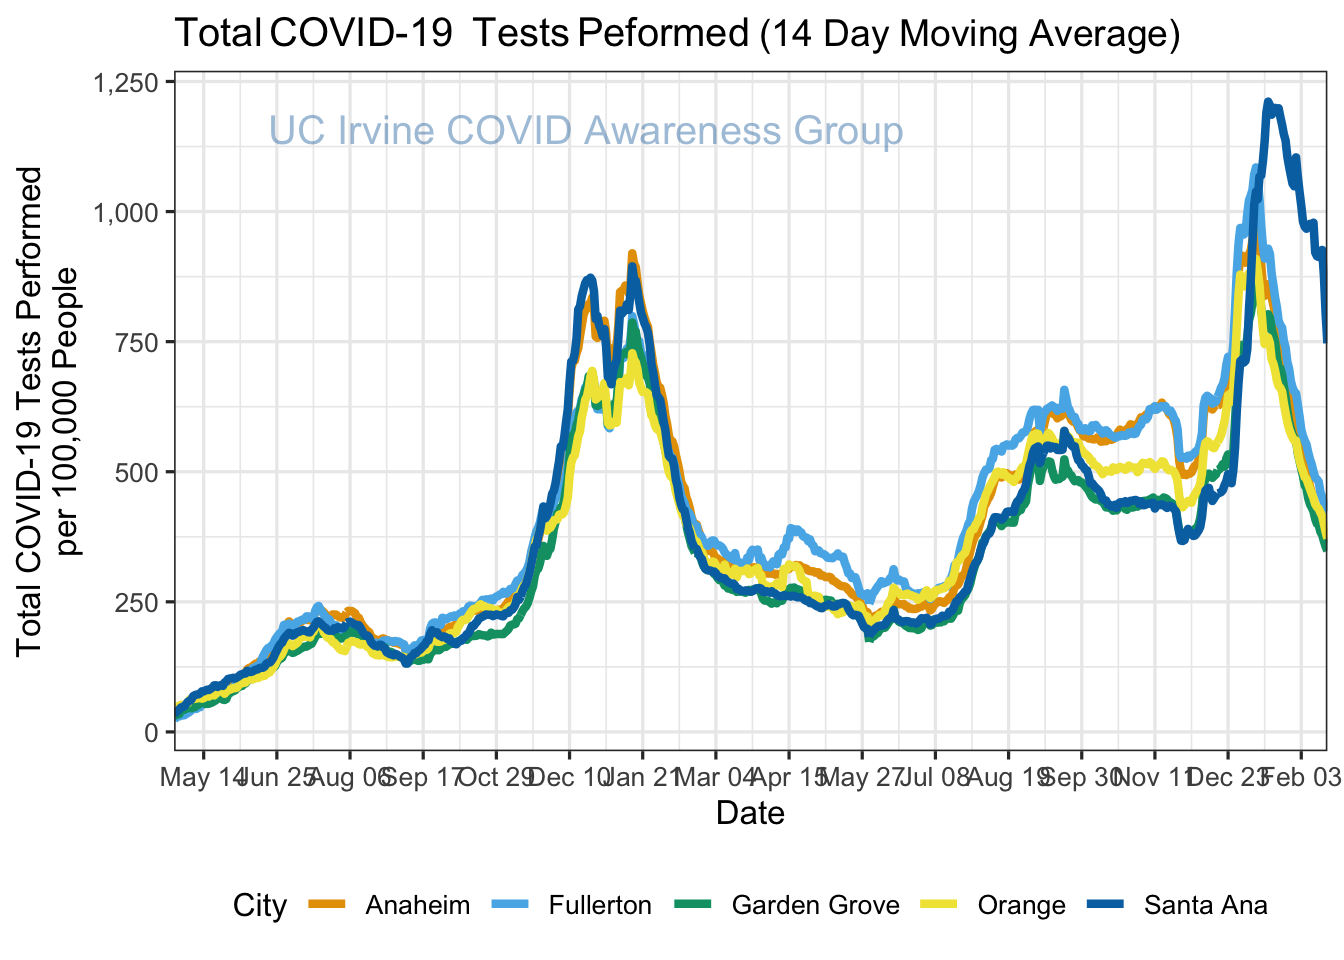 Total COVID-19 Tests Peformed (14 Day Moving Average)
UC Irvine COVID Awareness Group
Total COVID-19 Tests Performed
per 100,000 People
1,250
1,000
750
500
250
0
May 14 Jun 25 Aug 06 Sep 17 Oct 29 Dec 10 Jan 21 Mar 04 Apr 15 May 27 Jul 08 Aug 19 Sep 30 Nov 11 Dec 23 Feb 03
Date
City Anaheim Fullerton Garden Grove Orange Santa Ana